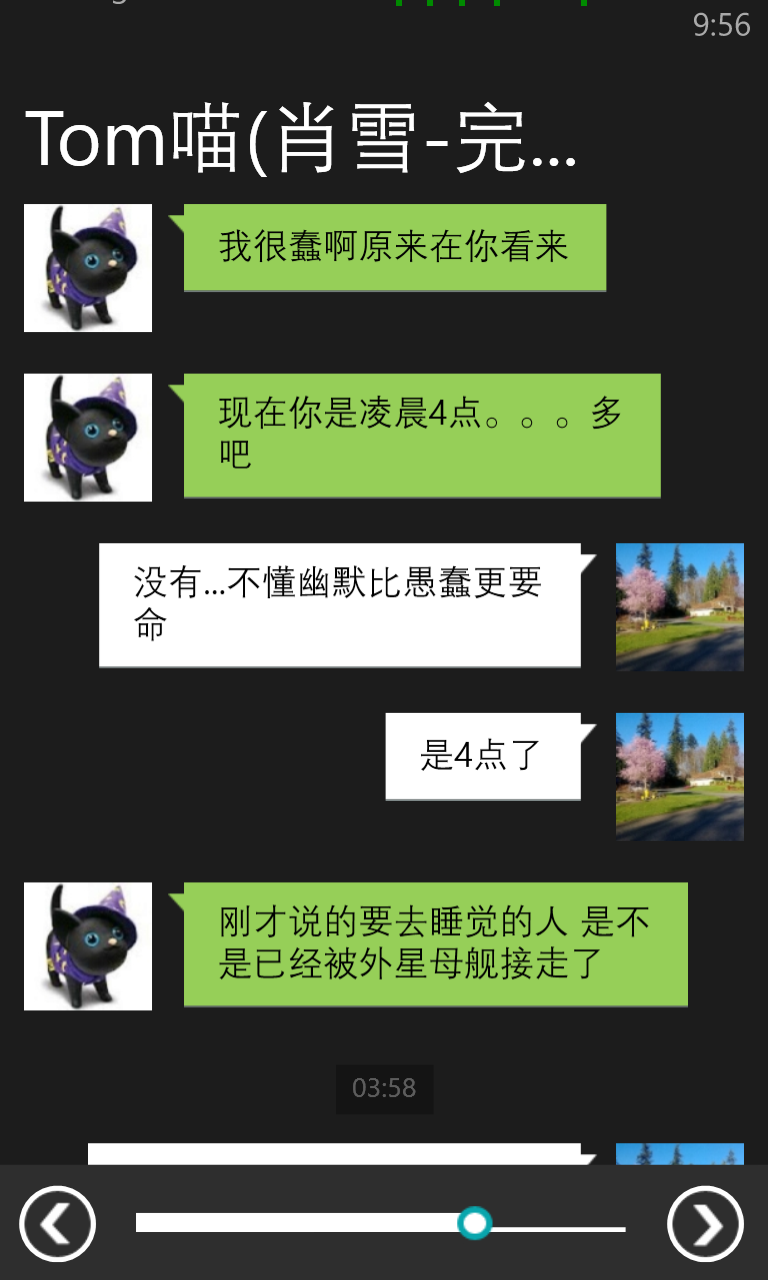 9:56
Tom喵(肖雪-完...
我很蠢啊原来在你看来
现在你是凌晨4点。。。多
吧
没有...不懂幽默比愚蠢更要
命
是4点了
刚才说的要去睡觉的人 是不
是已经被外星母舰接走了
03:58